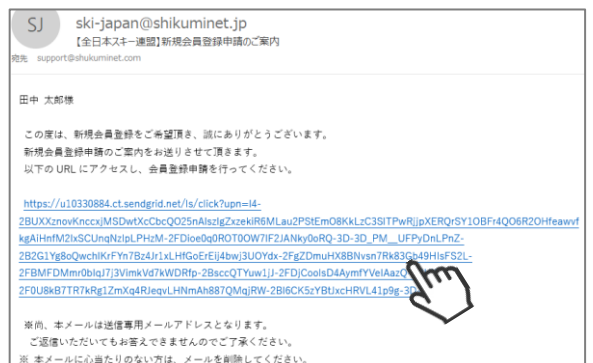 SJ
ski-japan@shikuminet.jp
【全日本スキー連盟】新規会員登録申請のご案内
宛先 support@shukuminet.com
田中 太郎様
この度は、新規会員登録をご希望頂き、誠にありがとうございます。
新規会員登録申請のご案内をお送りさせて頂きます。
以下の URL にアクセスし、会員登録申請を行ってください。
https://u10330884.ct.sendgrid.net/ls/click?upn=I4-
2BUXXznovKnccxjMSDwtXcCbcQO25nAlszIgZxzekIR6MLau2PStEmO8KkLzC3SITPwRjjpXERQrSY1OBFr4QO6R2OHfeawvf
kgAiHnfM2IxSCUnqNzIpLPHzM-2FDioe0q0ROT0OW7IF2JANky0oRQ-3D-3D_PM__UFPyDnLPnZ-
2B2G1Yg8oQwchIKrFYn7Bz4Jr1xLHfGoErEij4bwj3UOYdx-2FgZDmuHX8BNvsn7Rk83Gb49HIsFS2L-
2FBMFDMmr0bIqJ7j3VimkVd7kWDRfp-2BsccQTYuw1jJ-2FDjCooIsD4AymfYVeIAazQ
2F0U8kB7TR7kRg1ZmXq4RJeqvLHNmAh887QMqjRW-2BI6CK5zYBtJxcHRVL41p9g-3D
※尚、本メールは送信専用メールアドレスとなります。
ご返信いただいてもお答えできませんのでご了承ください。
※ 本メールに心当たりのない方は、メールを削除してください。